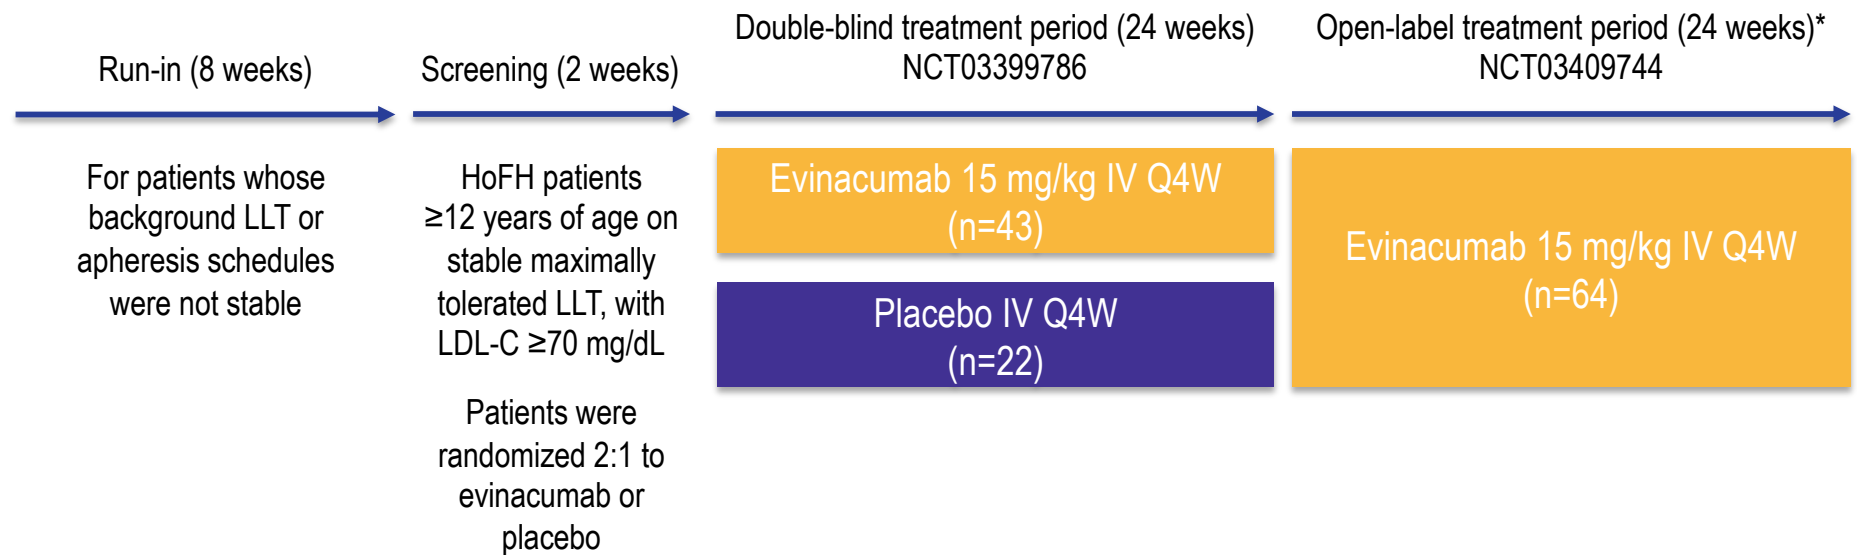 Run-in (8 weeks)
For patients whose
background LLT or
apheresis schedules
were not stable
Screening (2 weeks)
HoFH patients
≥12 years of age on
stable maximally
tolerated LLT, with
LDL-C ≥70 mg/dL
Patients were
randomized 2:1 to
evinacumab or
placebo
Double-blind treatment period (24 weeks)
NCT03399786
Evinacumab 15 mg/kg IV Q4W
(n=43)
Placebo IV Q4W
(n=22)
Open-label treatment period (24 weeks)*
NCT03409744
Evinacumab 15 mg/kg IV Q4W
(n=64)